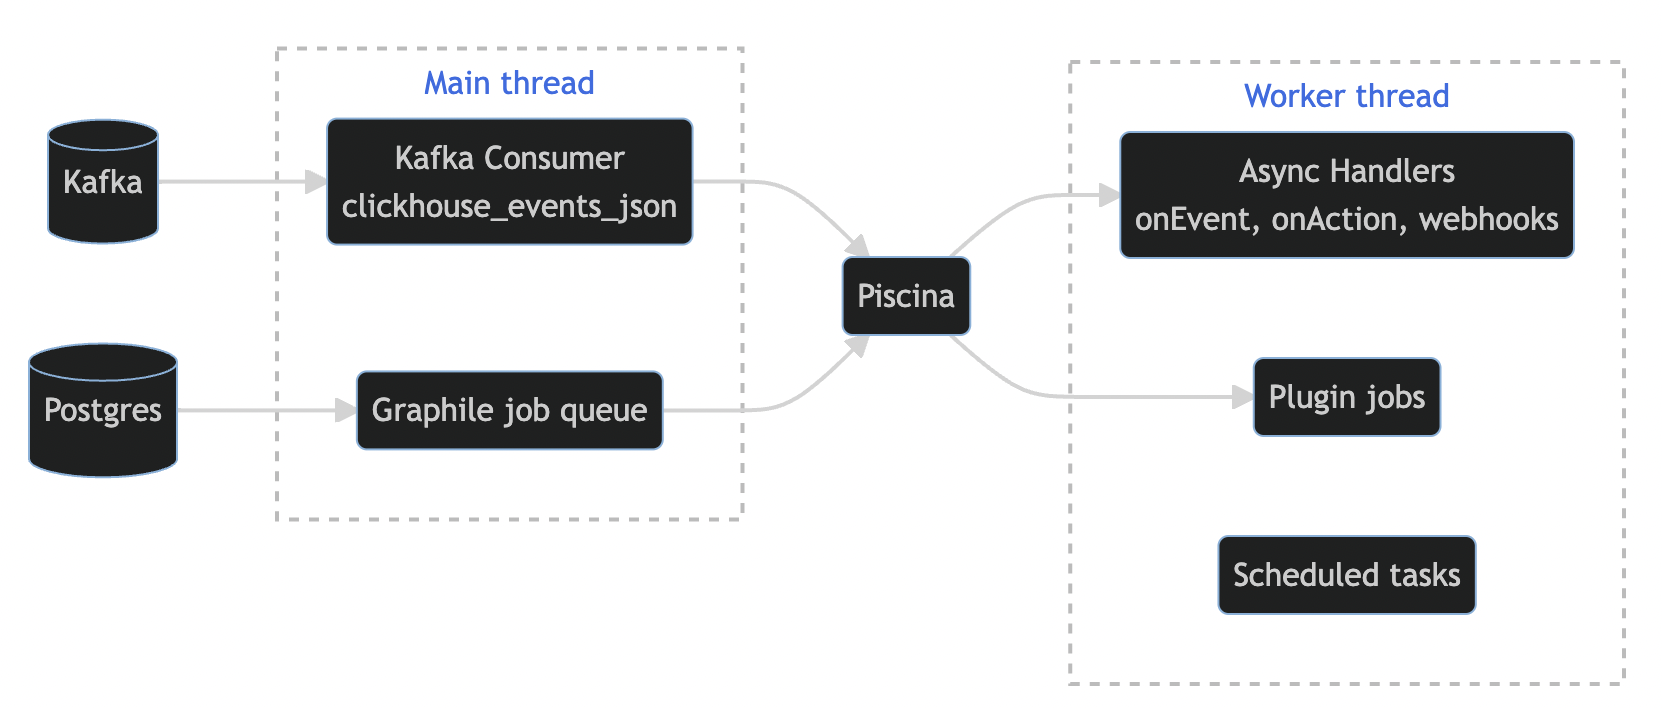 Main thread
Worker thread
Kafka
Kafka Consumer
clickhouse_events_json
Async Handlers
onEvent, onAction, webhooks
Piscina
Postgres
Graphile job queue
Plugin jobs
Scheduled tasks